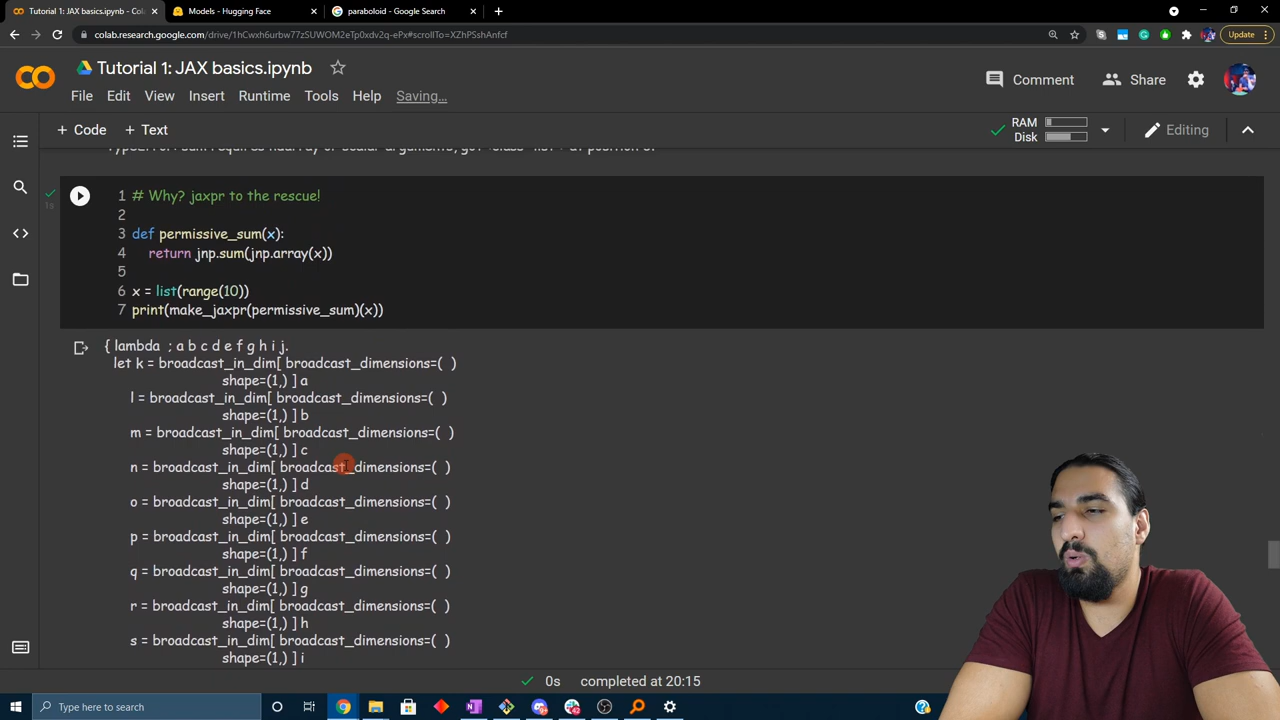 Tutorial 1: JAX basics.ipynb - Col
Models - Hugging Face
paraboloid - Google Search
colab.research.google.com/drive/1hCwxh6urbw77zSUWOM2eTp0xdv2q-ePx#scrollTo=XZhPSshAnfcf
Update
Tutorial 1: JAX basics.ipynb
Comment
Share
File Edit View Insert Runtime Tools Help Saving...
+ Code + Text
RAM
Disk
Editing
1 # Why? jaxpr to the rescue!
2
3 def permissive_sum(x):
4 return jnp.sum(jnp.array(x))
5
6 x = list(range(10))
7 print(make_jaxpr(permissive_sum)(x))
1s
{ lambda ; a b c d e f g h i j.
let k = broadcast_in_dim[ broadcast_dimensions=( )
shape=(1,) ] a
l = broadcast_in_dim[ broadcast_dimensions=( )
shape=(1,) ] b
m = broadcast_in_dim[ broadcast_dimensions=( )
shape=(1,) ] c
n = broadcast_in_dim[ broadcast_dimensions=( )
shape=(1,) ] d
o = broadcast_in_dim[ broadcast_dimensions=( )
shape=(1,) ] e
p = broadcast_in_dim[ broadcast_dimensions=( )
shape=(1,) ] f
q = broadcast_in_dim[ broadcast_dimensions=( )
shape=(1,) ] g
r = broadcast_in_dim[ broadcast_dimensions=( )
shape=(1,) ] h
s = broadcast_in_dim[ broadcast_dimensions=( )
shape=(1,) ] i
0s completed at 20:15
Type here to search